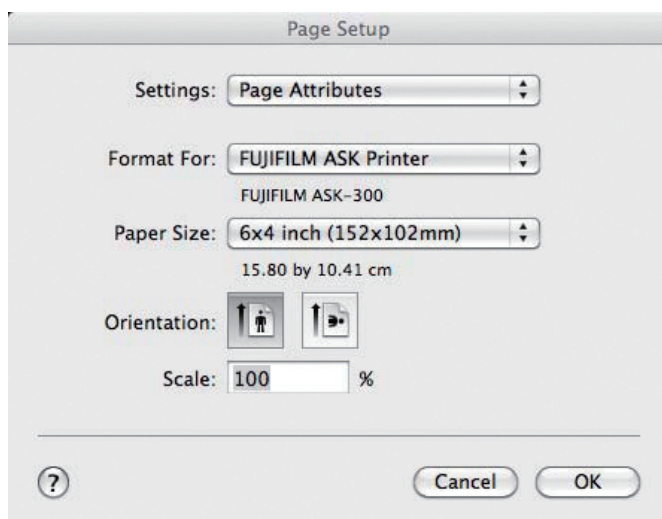 Page Setup
Settings: Page Attributes
Format For: FUJIFILM ASK Printer
FUJIFILM ASK-300
Paper Size: 6x4 inch (152x102mm)
15.80 by 10.41 cm
Orientation:
Scale: 100 %
? Cancel OK